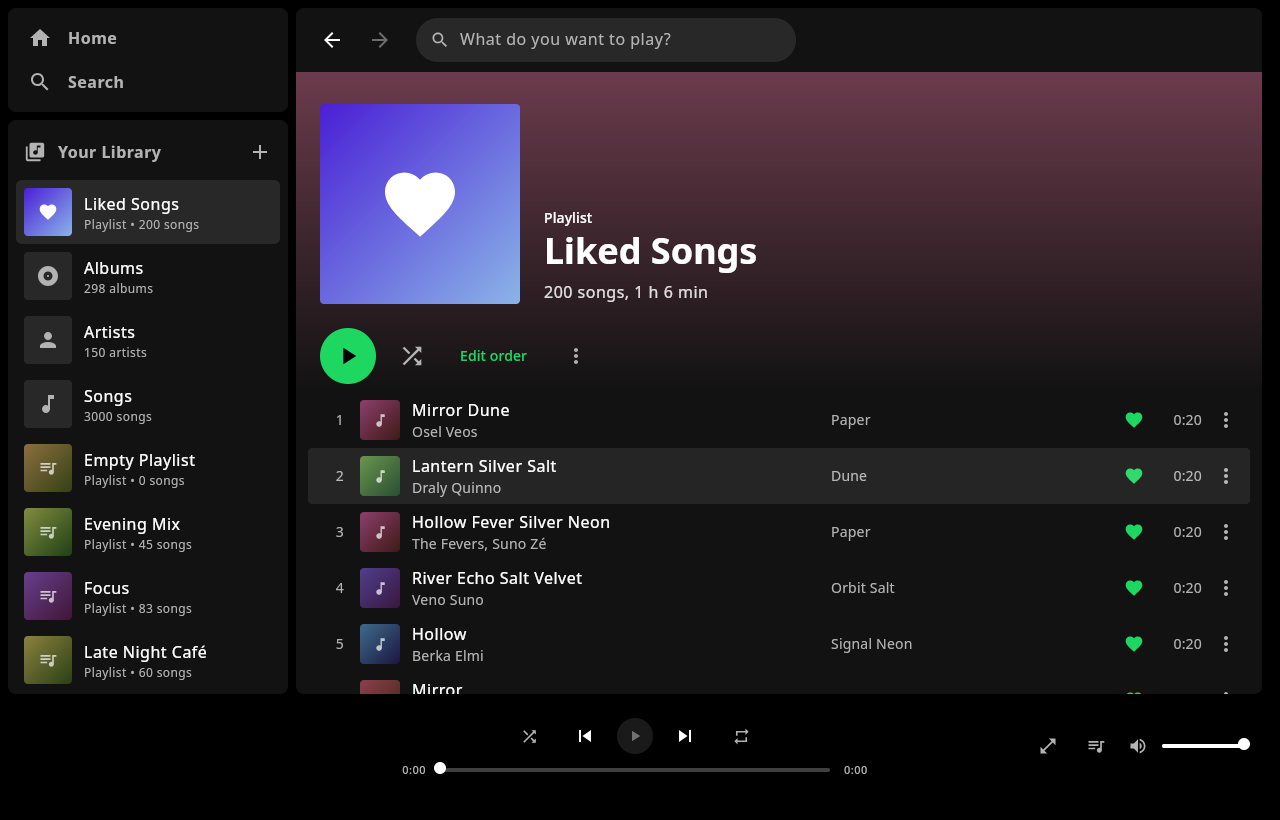 Home
Search
Your Library
Liked Songs
Playlist • 200 songs
Albums
298 albums
Artists
150 artists
Songs
3000 songs
Empty Playlist
Playlist • 0 songs
Evening Mix
Playlist • 45 songs
Focus
Playlist • 83 songs
Late Night Café
Playlist • 60 songs
What do you want to play?
Playlist
Liked Songs
200 songs, 1 h 6 min
Edit order
1 Mirror Dune Paper 0:20
Osel Veos
2 Lantern Silver Salt Dune 0:20
Draly Quinno
3 Hollow Fever Silver Neon Paper 0:20
The Fevers, Suno Zé
4 River Echo Salt Velvet Orbit Salt 0:20
Veno Suno
5 Hollow Signal Neon 0:20
Berka Elmi
Mirror
0:00 0:00